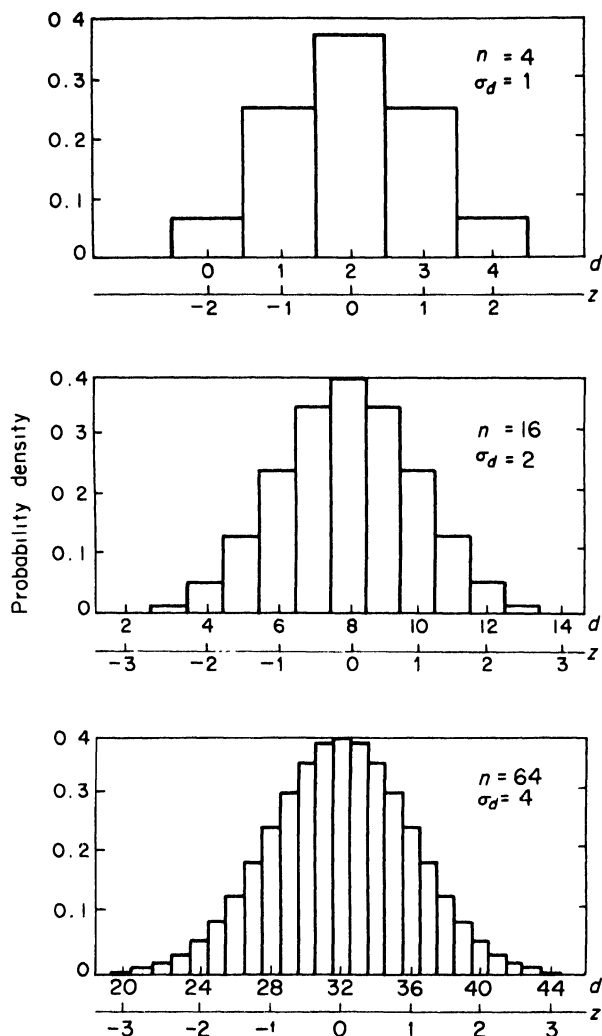 Probability density
0 4
0.3
0.2
0.1
0
n = 4
σd = 1
0 1 2 3 4 d
-2 -1 0 1 2 z
0.4
0 3
0 2
0.1
0
n = 16
σd = 2
2 4 6 8 10 12 14 d
-3 -2 -1 0 1 2 3 z
0 4
0.3
0.2
0.1
0
n = 64
σd = 4
20 24 28 32 36 40 44 d
-3 -2 -1 0 1 2 3 z